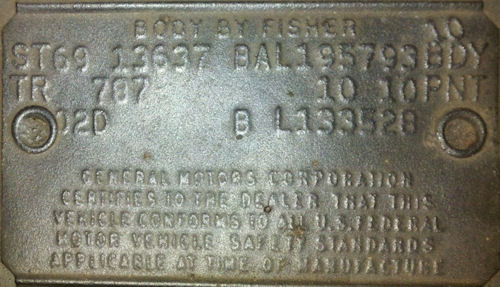 BODY BY FISHER
ST69 13637 BAL195793BDY
TR 787 10 10PNT
12D B L133528
GENERAL MOTORS CORPORATION
CERTIFIES TO THE DEALER THAT THIS
VEHICLE CONFORMS TO ALL U.S. FEDERAL
MOTOR VEHICLE SAFETY STANDARDS
APPLICABLE AT TIME OF MANUFACTURE